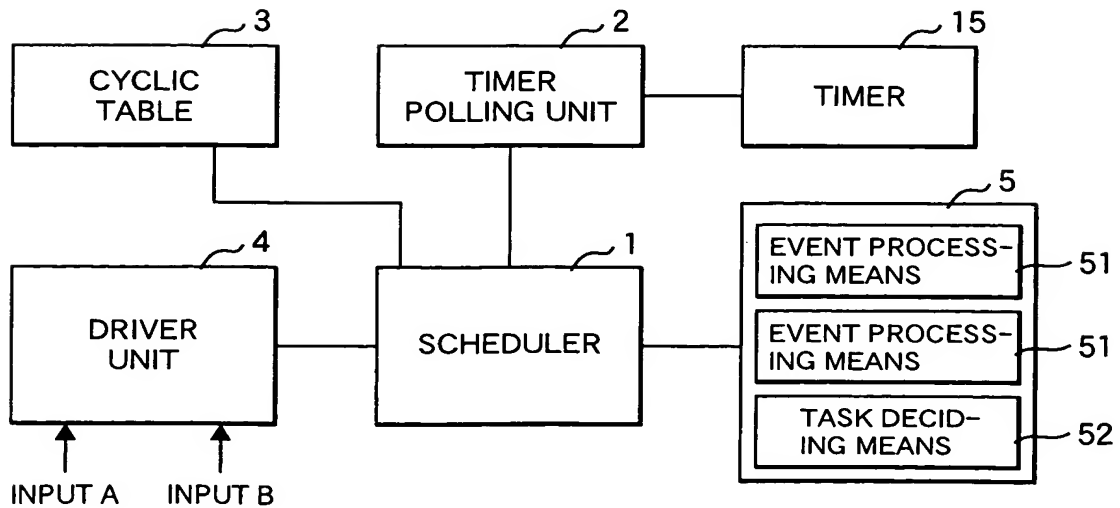 3
CYCLIC
TABLE
2
TIMER
POLLING UNIT
15
TIMER
4
DRIVER
UNIT
INPUT A
INPUT B
1
SCHEDULER
5
EVENT PROCESS-
ING MEANS
51
EVENT PROCESS-
ING MEANS
51
TASK DECID-
ING MEANS
52